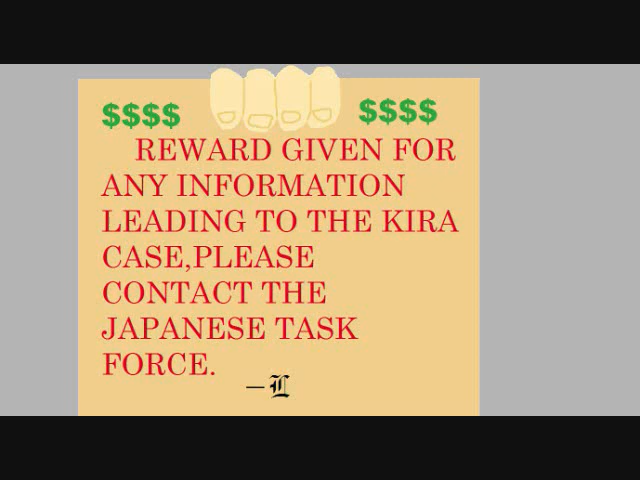 $$$$ $$$$
REWARD GIVEN FOR
ANY INFORMATION
LEADING TO THE KIRA
CASE,PLEASE
CONTACT THE
JAPANESE TASK
FORCE.
—L